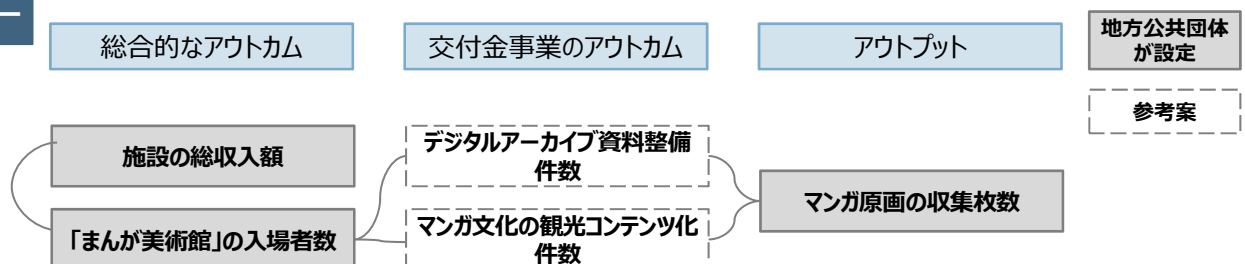 総合的なアウトカム
交付金事業のアウトカム
アウトプット
地方公共団体
が設定
参考案
施設の総収入額
デジタルアーカイブ資料整備
件数
マンガ原画の収集枚数
「まんが美術館」の入場者数
マンガ文化の観光コンテンツ化
件数